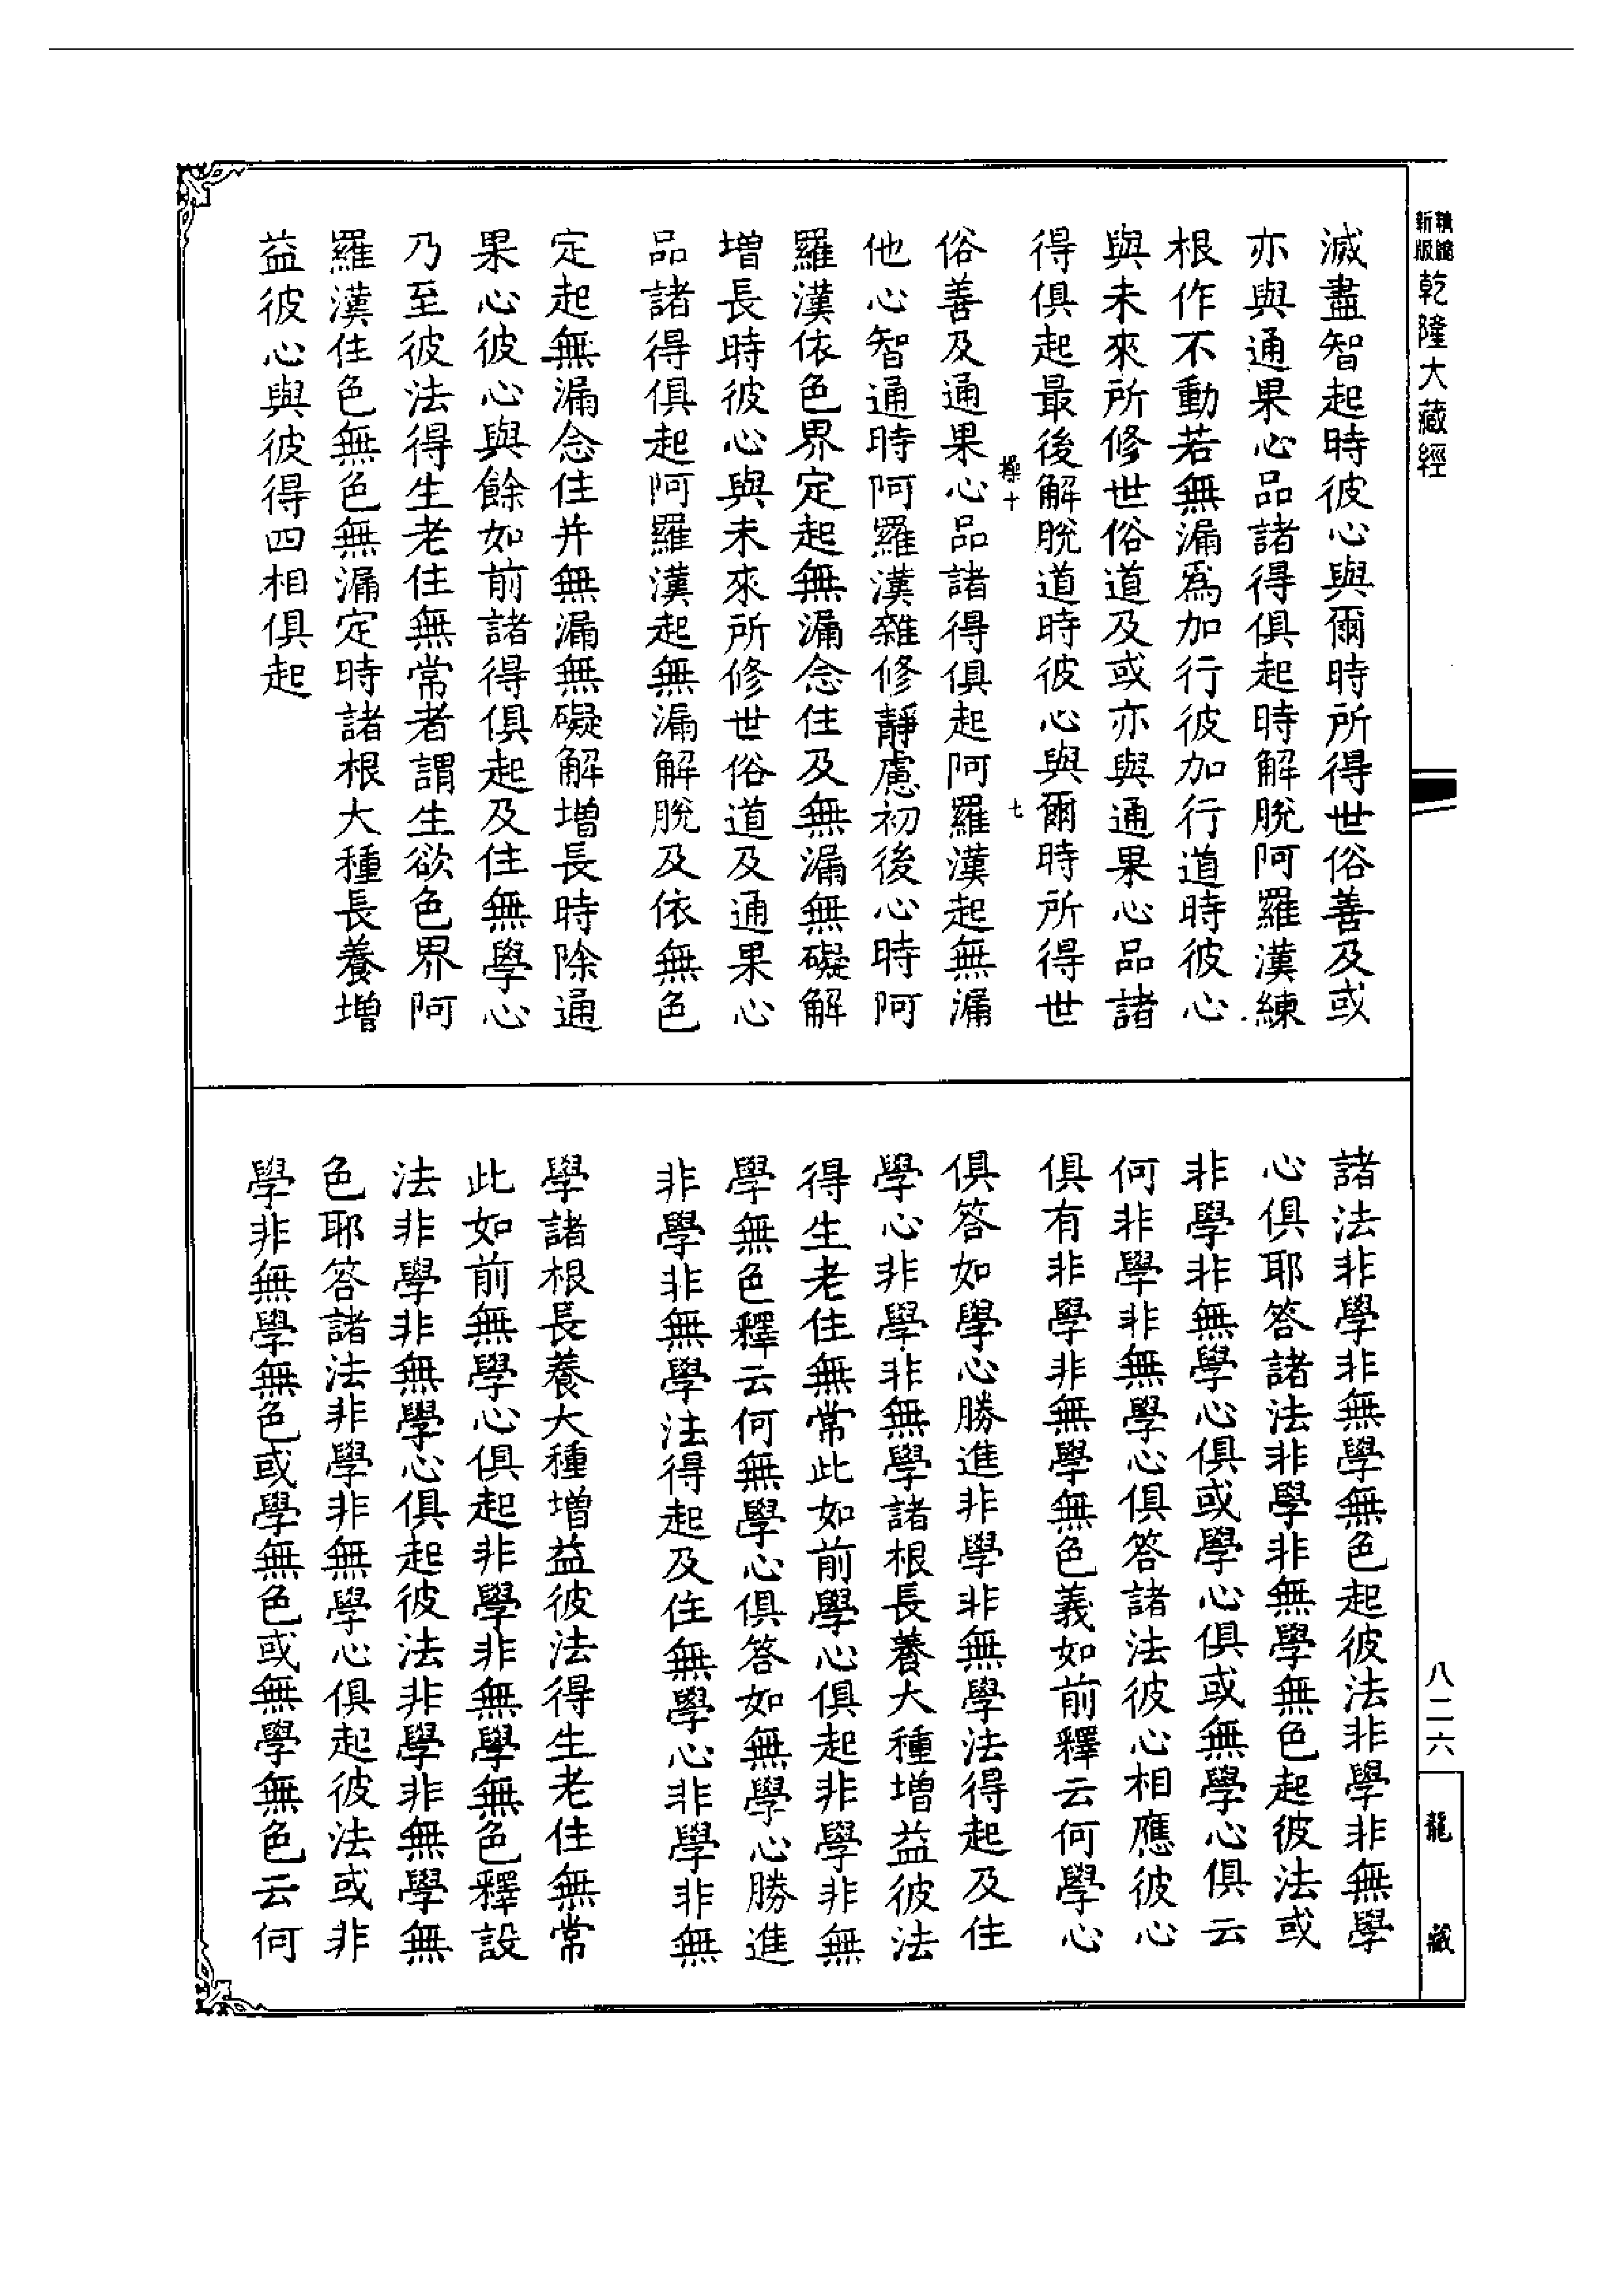 新版
乾隆大藏經
滅盡智起時彼心與爾時所得世俗善及或
亦與通果心品諸得俱起時解脫阿羅漢練
根作不動若無漏爲加行彼加行道時彼心
與未來所修世俗道及或亦與通果心品諸
得俱起最後解脫道時彼心與爾時所得世
十 七
俗善及通果心品諸得俱起阿羅漢起無漏
他心智通時阿羅漢雜修靜慮初後心時阿
羅漢依色界定起無漏念住及無漏無礙解
增長時彼心與未來所修世俗道及通果心
品諸得俱起阿羅漢起無漏解脫及依無色
定起無漏念住并無漏無礙解增長時除通
果心彼心與餘如前諸得俱起及住無學心
乃至彼法得生老住無常者謂生欲色界阿
羅漢住色無色無漏定時諸根大種長養增
益彼心與彼得四相俱起
諸法非學非無學無色起彼法非學非無學
心俱耶答諸法非學非無學無色起彼法或
非學非無學心俱或學心俱或無學心俱云
何非學非無學心俱答諸法彼心相應彼心
俱有非學非無學無色義如前釋云何學心
俱答如學心勝進非學非無學法得起及住
學心非學非無學諸根長養大種增益彼法
得生老住無常此如前學心俱起非學非無
學無色釋云何無學心俱答如無學心勝進
非學非無學法得起及住無學心非學非無
學諸根長養大種增益彼法得生老住無常
此如前無學心俱起非學非無學無色釋設
法非學非無學心俱起彼法非學非無學無
色耶答諸法非學非無學心俱起彼法或非
學非無學無色或學無色或無學無色云何
八二六
龍藏